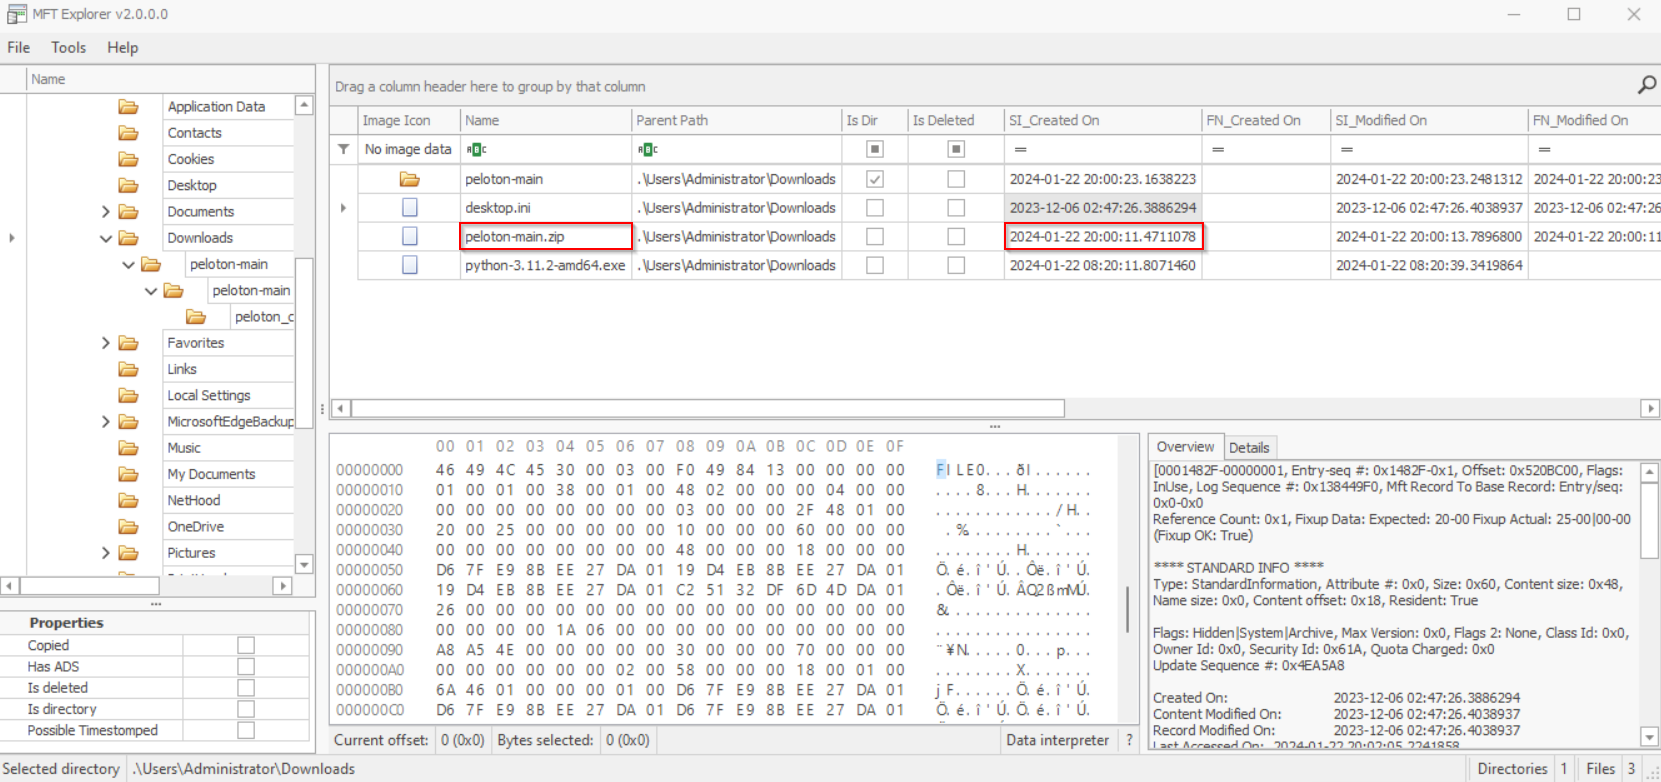 MFT Explorer v2.0.0.0
File Tools Help
Name
Application Data
Contacts
Cookies
Desktop
Documents
Downloads
peloton-main
peloton-main
peloton_c
Favorites
Links
Local Settings
MicrosoftEdgeBackup
Music
My Documents
NetHood
OneDrive
Pictures
Properties
Copied
Has ADS
Is deleted
Is directory
Possible Timestomped
Drag a column header here to group by that column
Image Icon Name Parent Path Is Dir Is Deleted SI_Created On FN_Created On SI_Modified On FN_Modified On
No image data ABC ABC = = = =
peloton-main .\Users\Administrator\Downloads 2024-01-22 20:00:23.1638223 2024-01-22 20:00:23.2481312 2024-01-22 20:00:23
desktop.ini .\Users\Administrator\Downloads 2023-12-06 02:47:26.3886294 2023-12-06 02:47:26.4038937 2023-12-06 02:47:26
peloton-main.zip .\Users\Administrator\Downloads 2024-01-22 20:00:11.4711078 2024-01-22 20:00:13.7896800 2024-01-22 20:00:11
python-3.11.2-amd64.exe .\Users\Administrator\Downloads 2024-01-22 08:20:11.8071460 2024-01-22 08:20:39.3419864
00 01 02 03 04 05 06 07 08 09 0A 0B 0C 0D 0E 0F
00000000 46 49 4C 45 30 00 03 00 F0 49 84 13 00 00 00 00 FILE0...ðI......
00000010 01 00 01 00 38 00 01 00 48 02 00 00 00 04 00 00 ....8...H.......
00000020 00 00 00 00 00 00 00 00 03 00 00 00 2F 48 01 00 ............/H..
00000030 20 00 25 00 00 00 00 00 10 00 00 00 60 00 00 00 .%.........`...
00000040 00 00 00 00 00 00 00 00 48 00 00 00 18 00 00 00 ........H.......
00000050 D6 7F E9 8B EE 27 DA 01 19 D4 EB 8B EE 27 DA 01 Ö.é.î'Ú..Ôë.î'Ú.
00000060 19 D4 EB 8B EE 27 DA 01 C2 51 32 DF 6D 4D DA 01 .Ôë.î'Ú.ÂQ2ßmMÚ.
00000070 26 00 00 00 00 00 00 00 00 00 00 00 00 00 00 00 &...............
00000080 00 00 00 00 1A 06 00 00 00 00 00 00 00 00 00 00 ................
00000090 A8 A5 4E 00 00 00 00 00 30 00 00 00 70 00 00 00 ¨¥N.....0...p...
000000A0 00 00 00 00 00 00 02 00 58 00 00 00 18 00 01 00 ........X.......
000000B0 6A 46 01 00 00 00 01 00 D6 7F E9 8B EE 27 DA 01 jF......Ö.é.î'Ú.
000000C0 D6 7F E9 8B EE 27 DA 01 D6 7F E9 8B EE 27 DA 01 Ö.é.î'Ú.Ö.é.î'Ú.
Current offset: 0 (0x0) Bytes selected: 0 (0x0) Data interpreter ?
Overview Details
[0001482F-00000001, Entry-seq #: 0x1482F-0x1, Offset: 0x520BC00, Flags:
InUse, Log Sequence #: 0x138449F0, Mft Record To Base Record: Entry/seq:
0x0-0x0
Reference Count: 0x1, Fixup Data: Expected: 20-00 Fixup Actual: 25-00|00-00
(Fixup OK: True)
**** STANDARD INFO ****
Type: StandardInformation, Attribute #: 0x0, Size: 0x60, Content size: 0x48,
Name size: 0x0, Content offset: 0x18, Resident: True
Flags: Hidden|System|Archive, Max Version: 0x0, Flags 2: None, Class Id: 0x0,
Owner Id: 0x0, Security Id: 0x61A, Quota Charged: 0x0
Update Sequence #: 0x4EA5A8
Created On: 2023-12-06 02:47:26.3886294
Content Modified On: 2023-12-06 02:47:26.4038937
Record Modified On: 2023-12-06 02:47:26.4038937
Last Accessed On: 2024-01-22 20:02:05.2241858
Selected directory .\Users\Administrator\Downloads Directories 1 Files 3